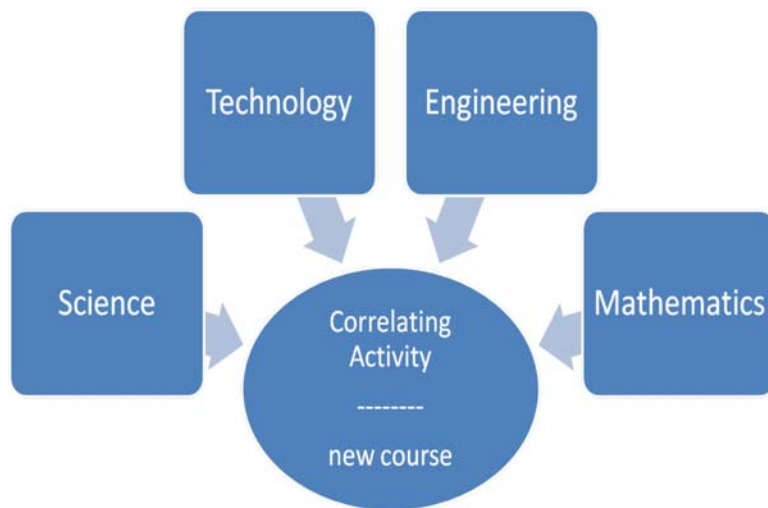 Technology
Engineering
Science
Mathematics
Correlating
Activity
--------
new course